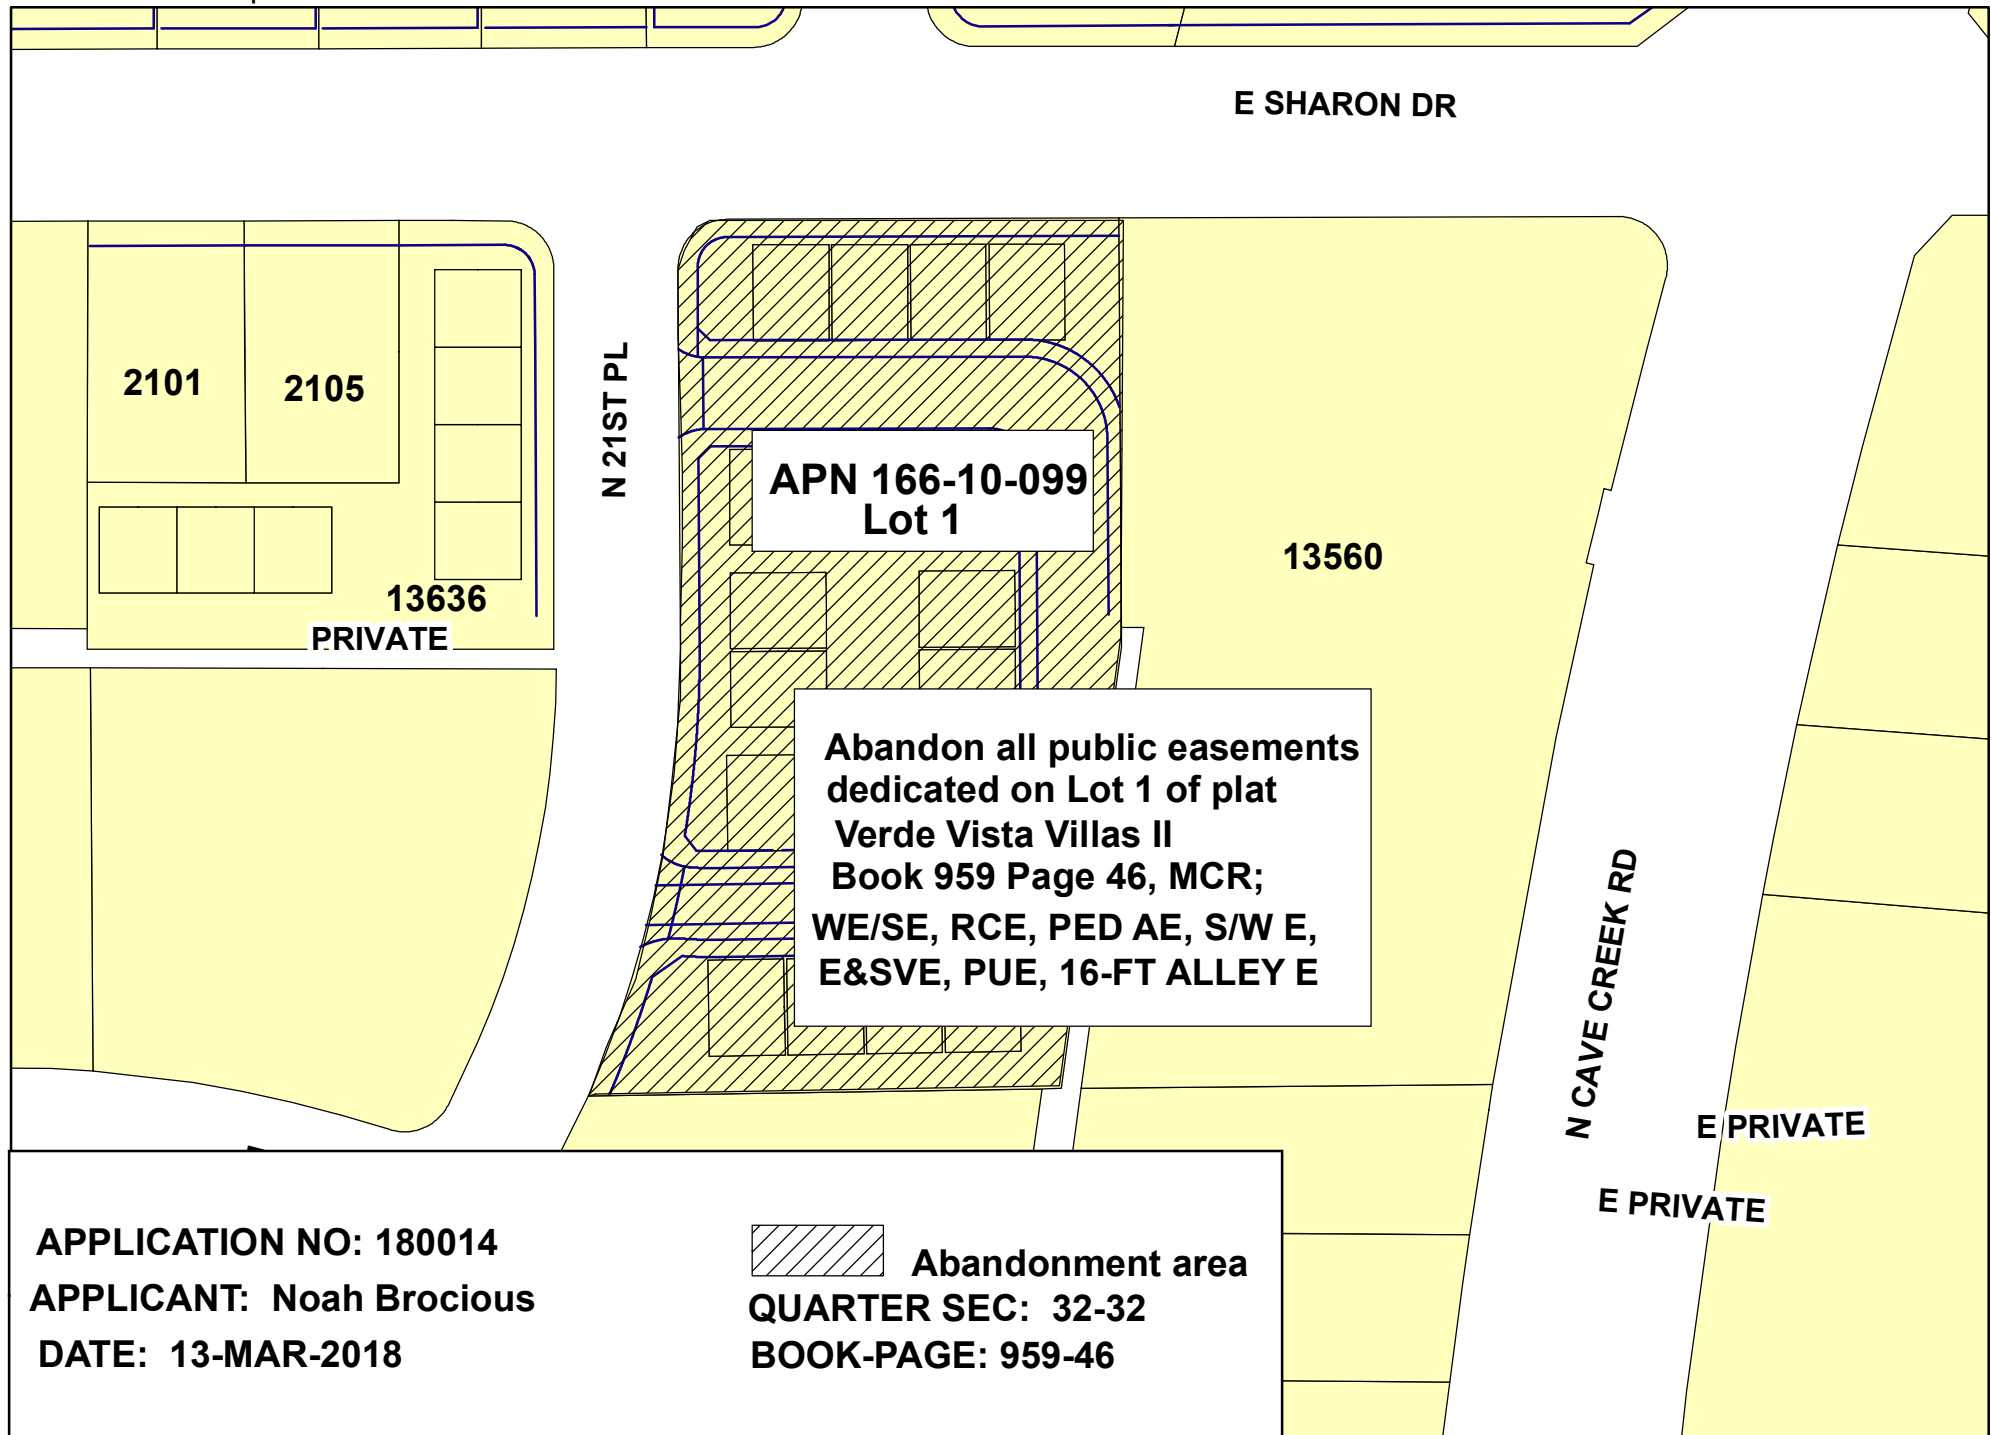 E SHARON DR
2101
2105
N 21ST PL
APN 166-10-099
Lot 1
13560
13636
PRIVATE
Abandon all public easements
dedicated on Lot 1 of plat
Verde Vista Villas II
Book 959 Page 46, MCR;
WE/SE, RCE, PED AE, S/W E,
E&SVE, PUE, 16-FT ALLEY E
N CAVE CREEK RD
E PRIVATE
E PRIVATE
APPLICATION NO: 180014
APPLICANT: Noah Brocious
DATE: 13-MAR-2018
Abandonment area
QUARTER SEC: 32-32
BOOK-PAGE: 959-46